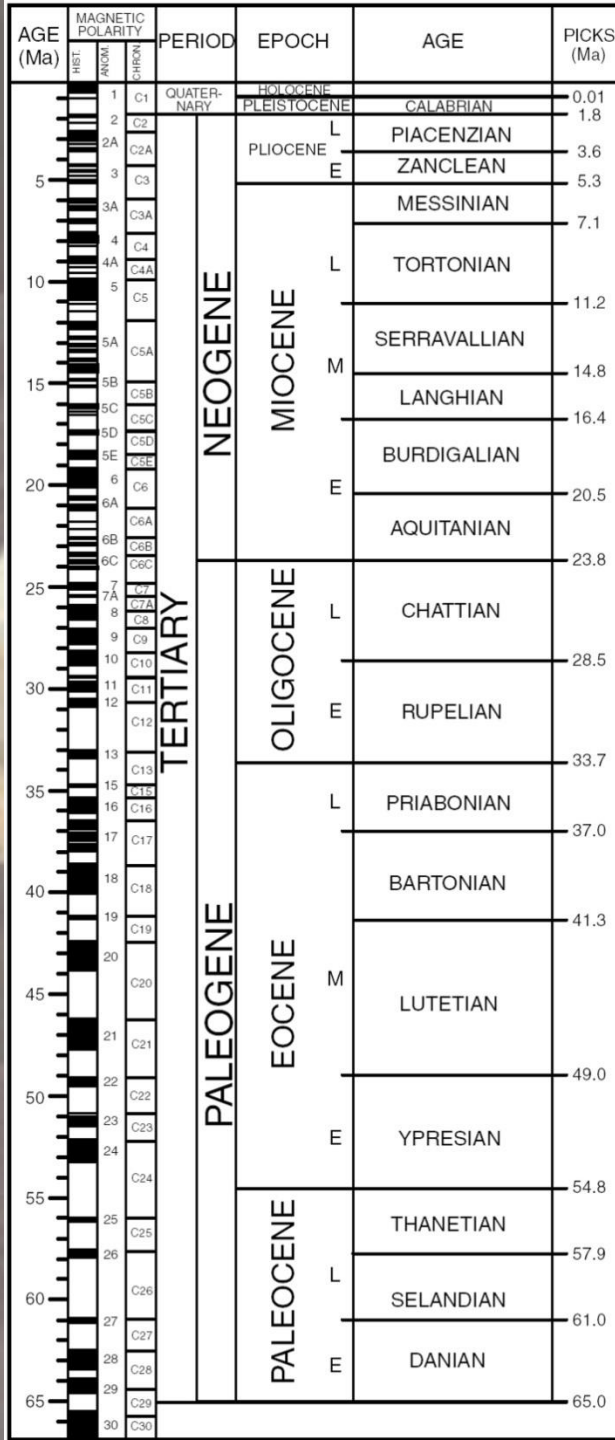 AGE
(Ma)
MAGNETIC
POLARITY
HIST.
ANOM.
CHRON.
PERIOD
EPOCH
AGE
PICKS
(Ma)
5
10
15
20
25
30
35
40
45
50
55
60
65
1
2
2A
3
3A
4
4A
5
5A
5B
5C
5D
5E
6
6A
6B
6C
7
7A
8
9
10
11
12
13
15
16
17
18
19
20
21
22
23
24
25
26
27
28
29
30
C1
C2
C2A
C3
C3A
C4
C4A
C5
C5A
C5B
C5C
C5D
C5E
C6
C6A
C6B
C6C
C7
C7A
C8
C9
C10
C11
C12
C13
C15
C16
C17
C18
C19
C20
C21
C22
C23
C24
C25
C26
C27
C28
C29
C30
QUATER-
NARY
TERTIARY
NEOGENE
PALEOGENE
HOLOCENE
PLEISTOCENE
PLIOCENE
L
E
MIOCENE
L
M
E
OLIGOCENE
L
E
EOCENE
L
M
E
PALEOCENE
L
E
CALABRIAN
PIACENZIAN
ZANCLEAN
MESSINIAN
TORTONIAN
SERRAVALLIAN
LANGHIAN
BURDIGALIAN
AQUITANIAN
CHATTIAN
RUPELIAN
PRIABONIAN
BARTONIAN
LUTETIAN
YPRESIAN
THANETIAN
SELANDIAN
DANIAN
0.01
1.8
3.6
5.3
7.1
11.2
14.8
16.4
20.5
23.8
28.5
33.7
37.0
41.3
49.0
54.8
57.9
61.0
65.0